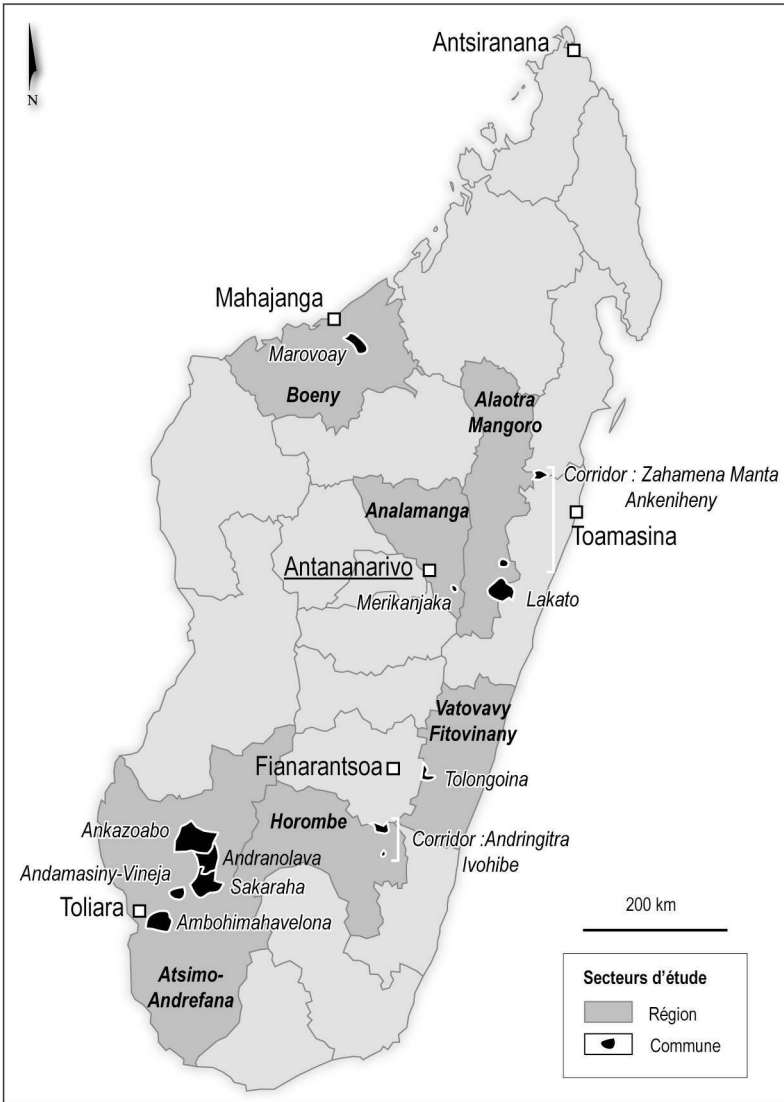 Antsiranana
N
Mahajanga
Marovoay
Boeny
Alaotra
Mangoro
Corridor : Zahamena Manta
Ankeniheny
Analamanga
Toamasina
Antananarivo
Merikanjaka
Lakato
Vatovavy
Fitovinany
Fianarantsoa
Tolongoina
Ankazoabo
Horombe
Corridor :Andringitra
Ivohibe
Andranolava
Andamasiny-Vineja
Sakaraha
Toliara
Ambohimahavelona
200 km
Atsimo-
Andrefana
Secteurs d'étude
Région
Commune